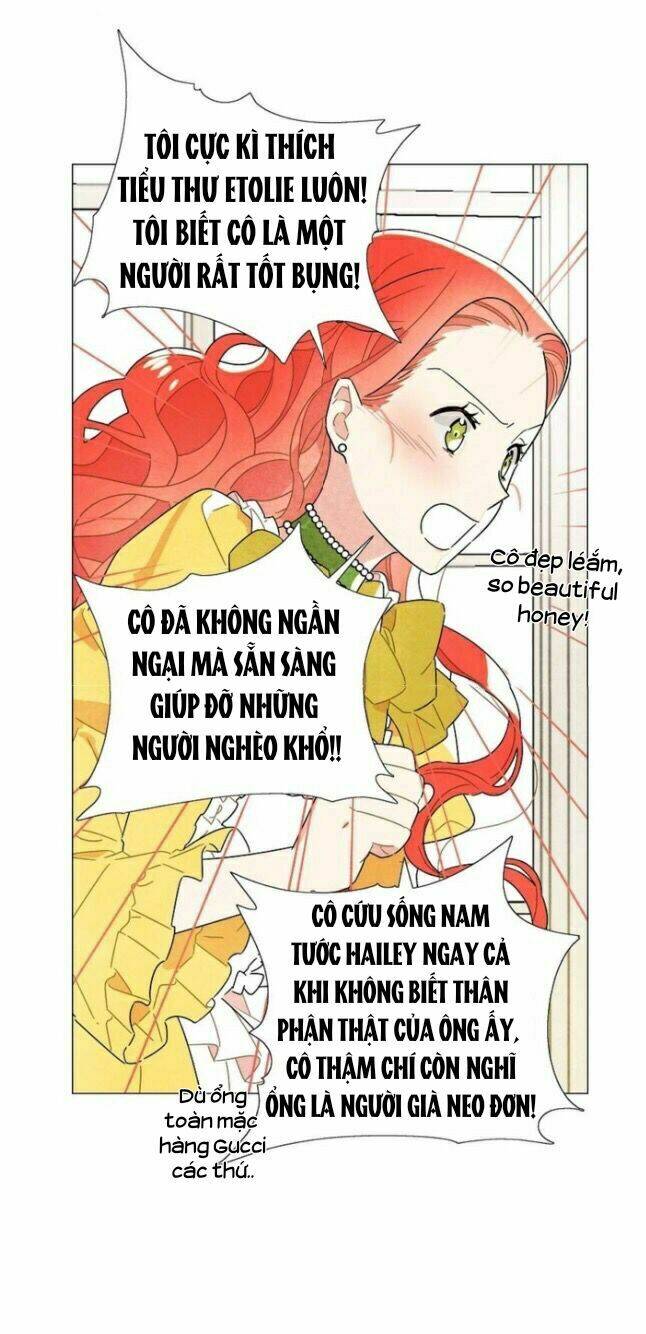 TÔI CỰC KÌ THÍCH
TIỂU THƯ ETOLIE LUÔN!
TÔI BIẾT CÔ LÀ MỘT
NGƯỜI RẤT TỐT BỤNG!
Cô đẹp léắm,
so beautiful
honey!
CÔ ĐÃ KHÔNG NGẦN
NGẠI MÀ SẴN SÀNG
GIÚP ĐỠ NHỮNG
NGƯỜI NGHÈO KHỔ!!
CÔ CỨU SỐNG NAM
TƯỚC HAILEY NGAY CẢ
KHI KHÔNG BIẾT THÂN
PHẬN THẬT CỦA ÔNG ẤY,
CÔ THẬM CHÍ CÒN NGHĨ
ỔNG LÀ NGƯỜI GIÀ NEO ĐƠN!
Dù ổng
toàn mặc
hàng Gucci
các thứ..